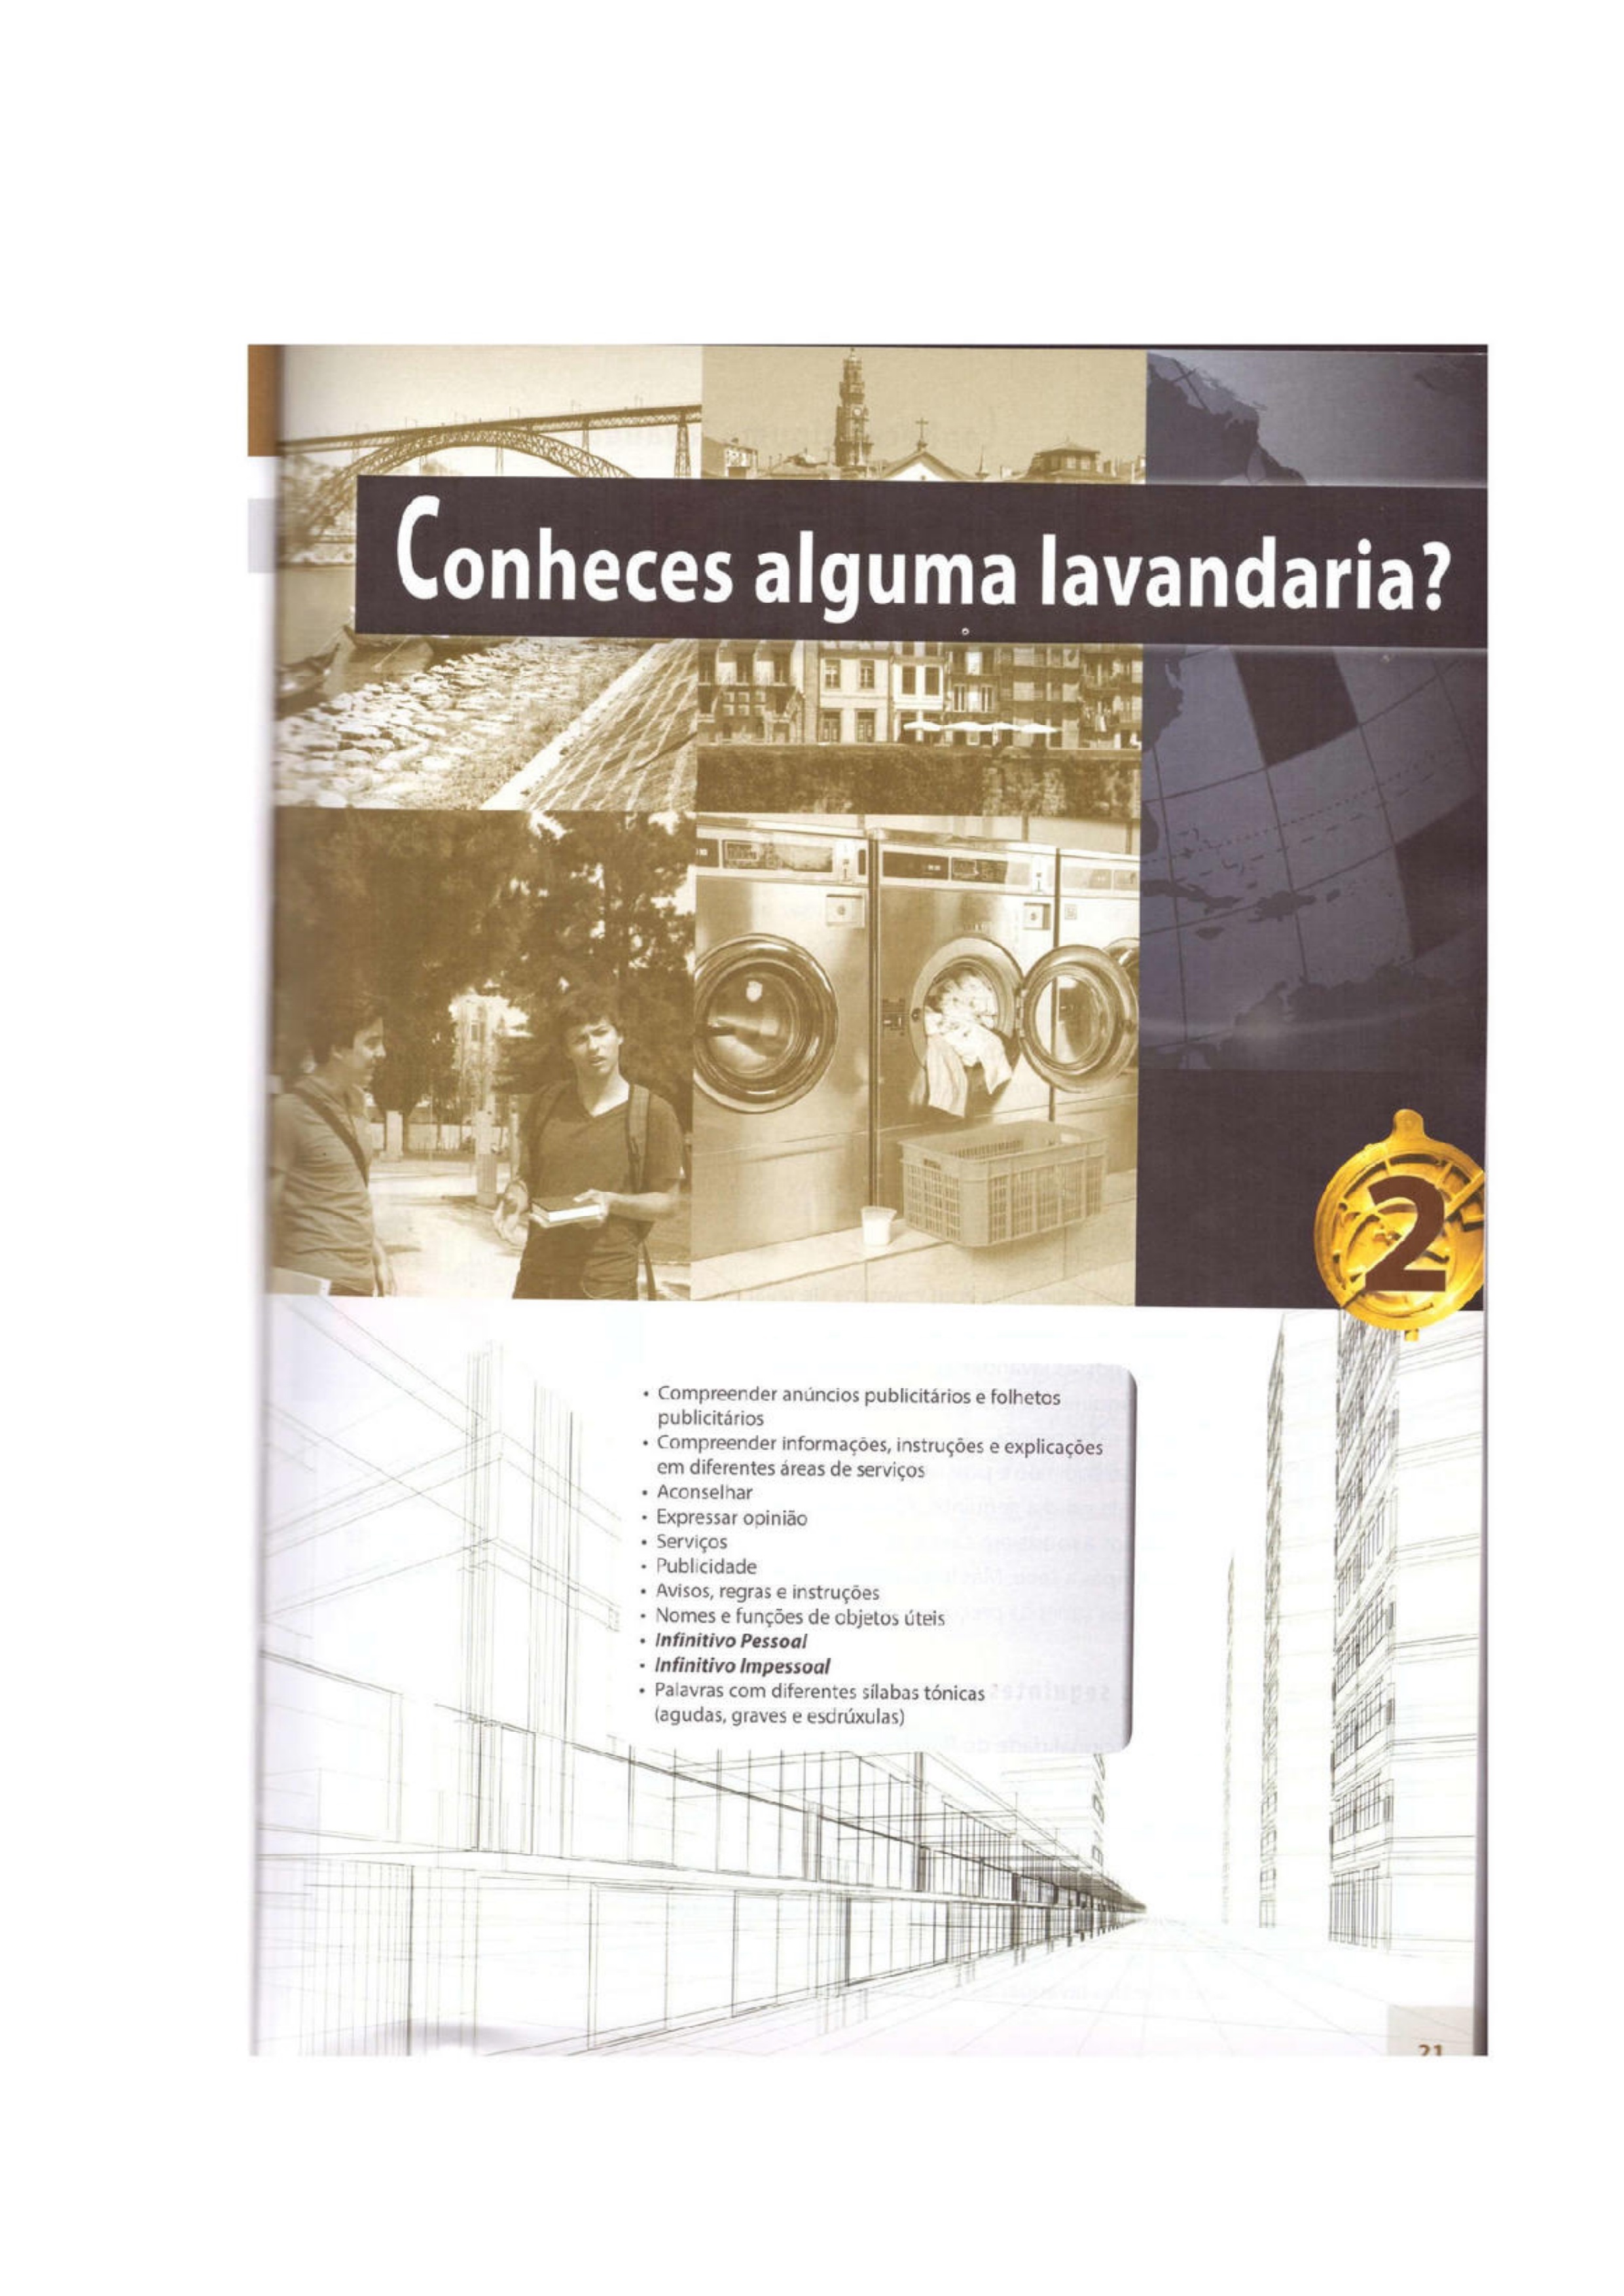 Conheces alguma lavandaria?
2
• Compreender anúncios publicitários e folhetos
publicitários
• Compreender informações, instruções e explicações
em diferentes áreas de serviços
• Aconselhar
• Expressar opinião
• Serviços
• Publicidade
• Avisos, regras e instruções
• Nomes e funções de objetos úteis
• Infinitivo Pessoal
• Infinitivo Impessoal
• Palavras com diferentes sílabas tónicas
(agudas, graves e esdrúxulas)
21